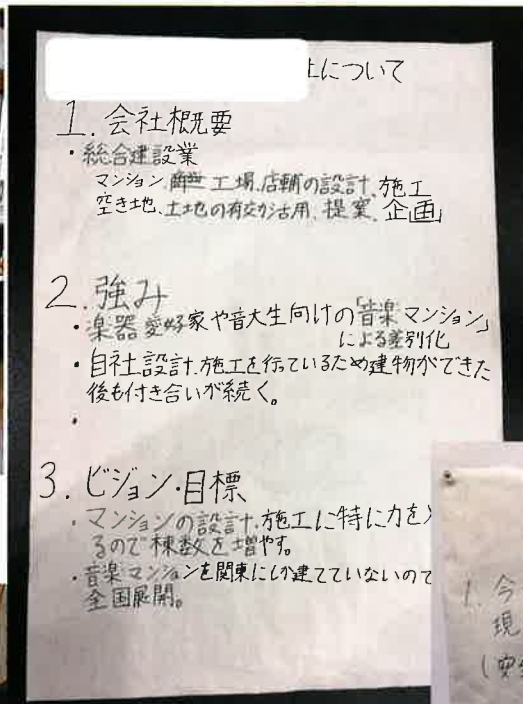 について
1. 会社概要
・総合建設業
マンション、工場、店舗の設計、施工
空き地、土地の有効活用、提案、企画
2. 強み
・楽器愛好家や音大生向けの「音楽マンション」
による差別化
・自社設計、施工を行っているため建物ができた
後も付き合いが続く。
・
3. ビジョン・目標
・マンションの設計、施工に特に力を
るので棟数を増やす。
・音楽マンションを関東にしか建てていないので
全国展開。
1. 今
現